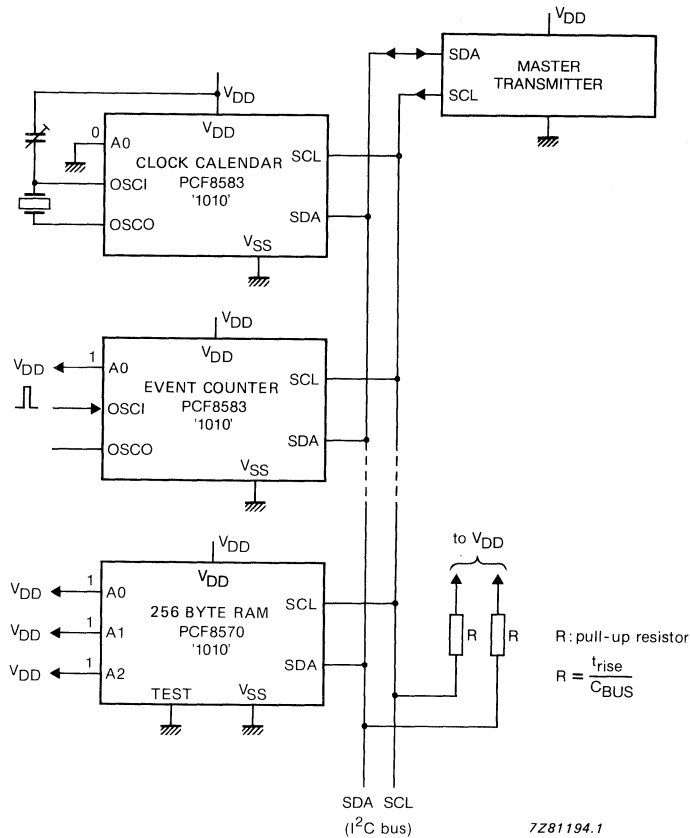 VDD
SDA
MASTER
TRANSMITTER
SCL
VDD
VDD
0
A0
CLOCK CALENDAR
SCL
OSCI
PCF8583
'1010'
SDA
OSCO
VSS
VDD
VDD
VDD
1
A0
SCL
EVENT COUNTER
OSCI
PCF8583
'1010'
SDA
OSCO
VSS
VDD
VDD
to VDD
VDD
1
A0
256 BYTE RAM
SCL
VDD
1
A1
PCF8570
R
R
R: pull-up resistor
'1010'
SDA
VDD
1
A2
R = trise / CBUS
TEST
VSS
SDA SCL
(I²C bus)
7Z81194.1